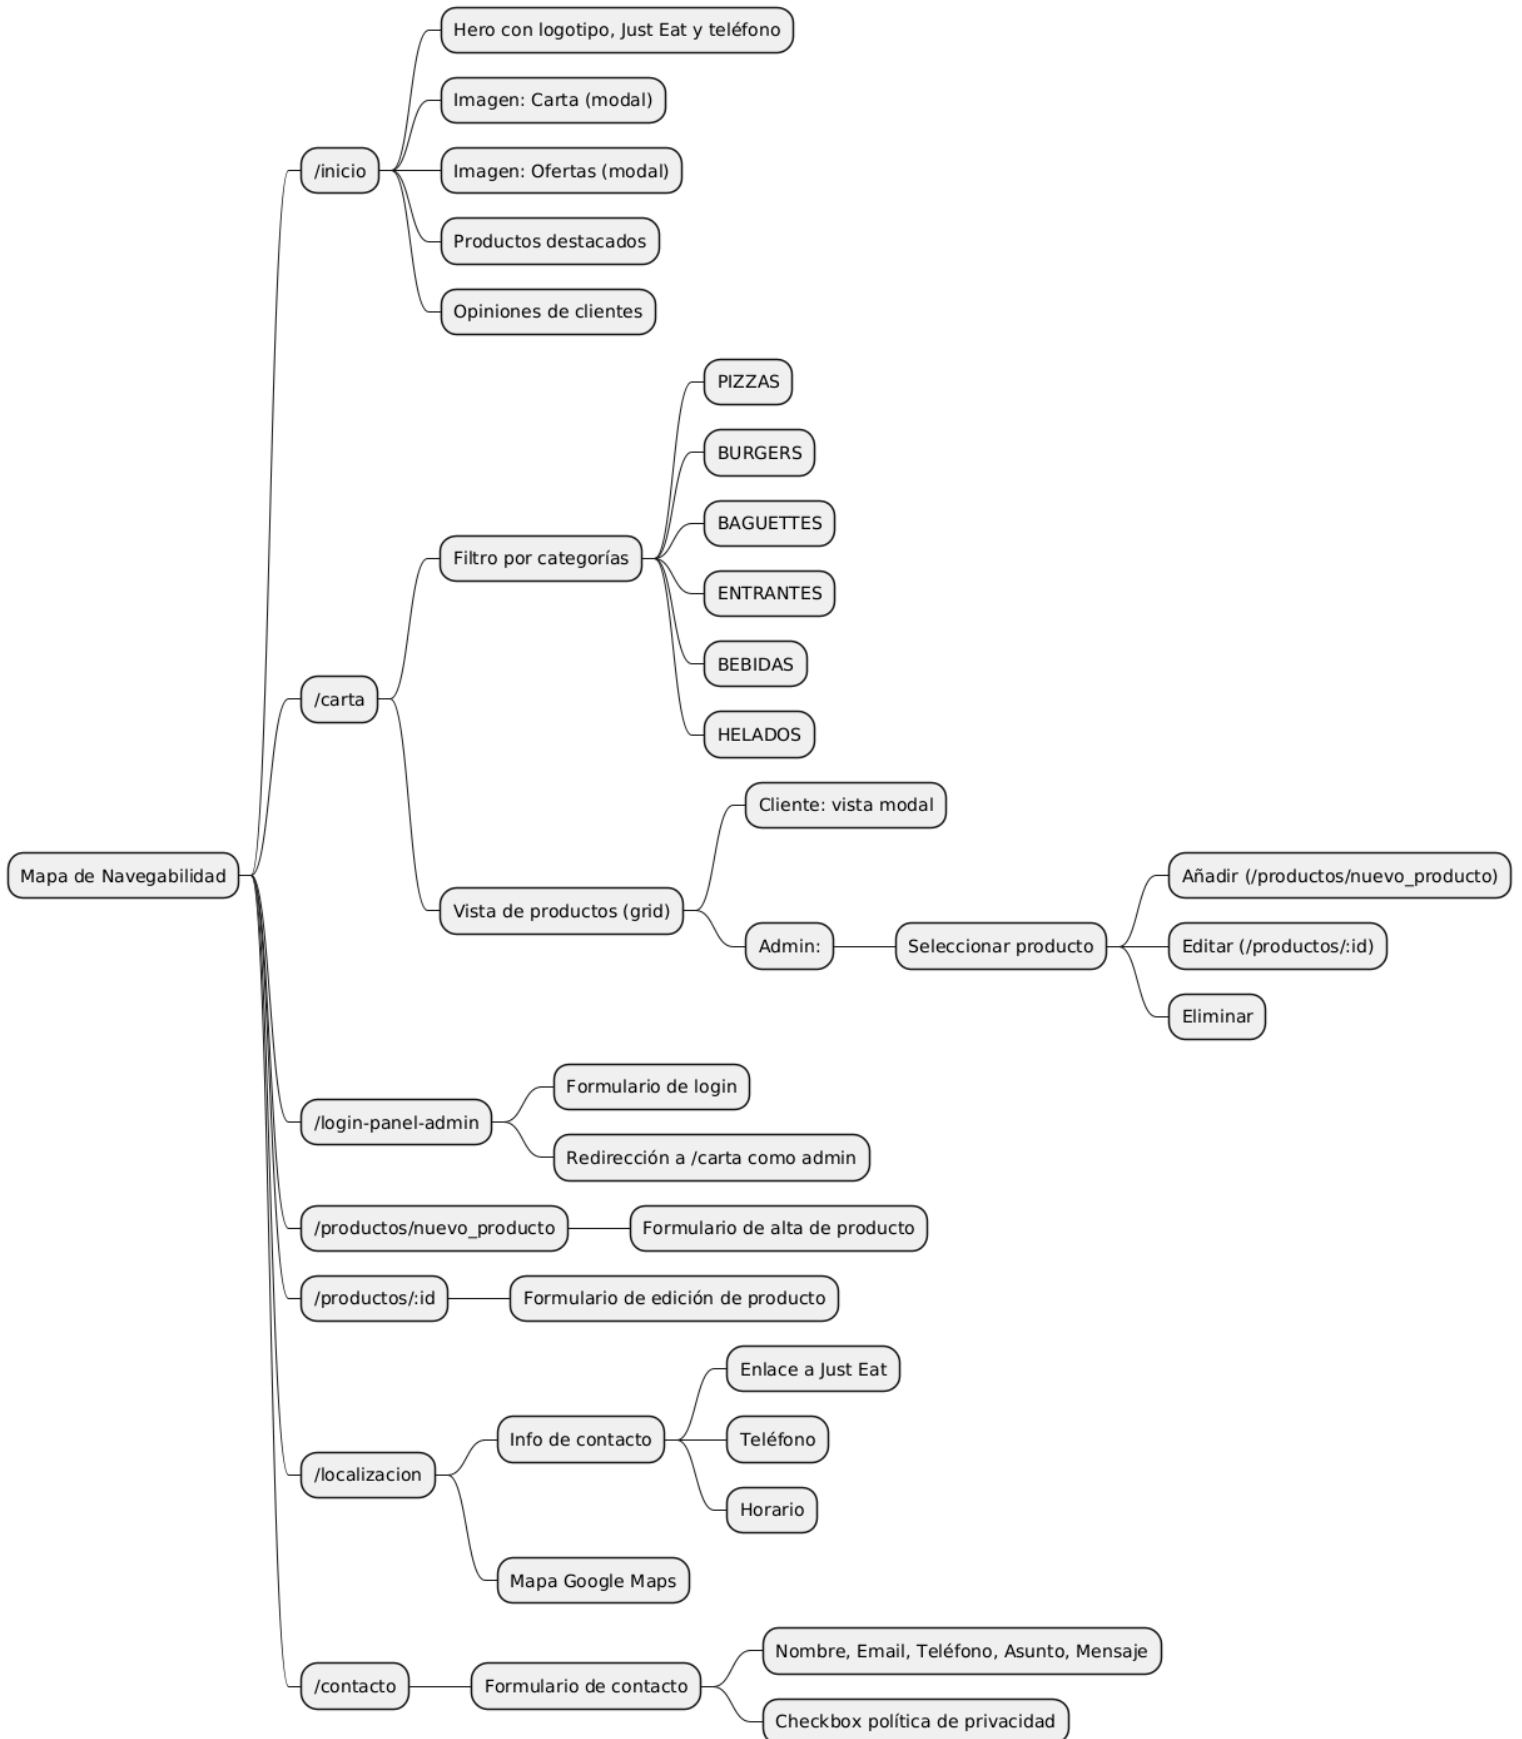 Mapa de Navegabilidad
/inicio
Hero con logotipo, Just Eat y teléfono
Imagen: Carta (modal)
Imagen: Ofertas (modal)
Productos destacados
Opiniones de clientes
/carta
Filtro por categorías
PIZZAS
BURGERS
BAGUETTES
ENTRANTES
BEBIDAS
HELADOS
Vista de productos (grid)
Cliente: vista modal
Admin:
Seleccionar producto
Añadir (/productos/nuevo_producto)
Editar (/productos/:id)
Eliminar
/login-panel-admin
Formulario de login
Redirección a /carta como admin
/productos/nuevo_producto
Formulario de alta de producto
/productos/:id
Formulario de edición de producto
/localizacion
Info de contacto
Enlace a Just Eat
Teléfono
Horario
Mapa Google Maps
/contacto
Formulario de contacto
Nombre, Email, Teléfono, Asunto, Mensaje
Checkbox política de privacidad